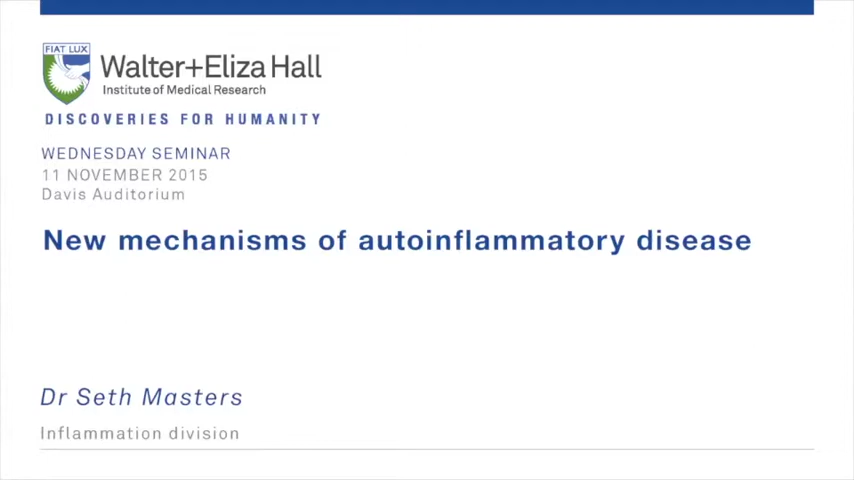 FIAT LUX
Walter+Eliza Hall
Institute of Medical Research
DISCOVERIES FOR HUMANITY
WEDNESDAY SEMINAR
11 NOVEMBER 2015
Davis Auditorium
New mechanisms of autoinflammatory disease
Dr Seth Masters
Inflammation division